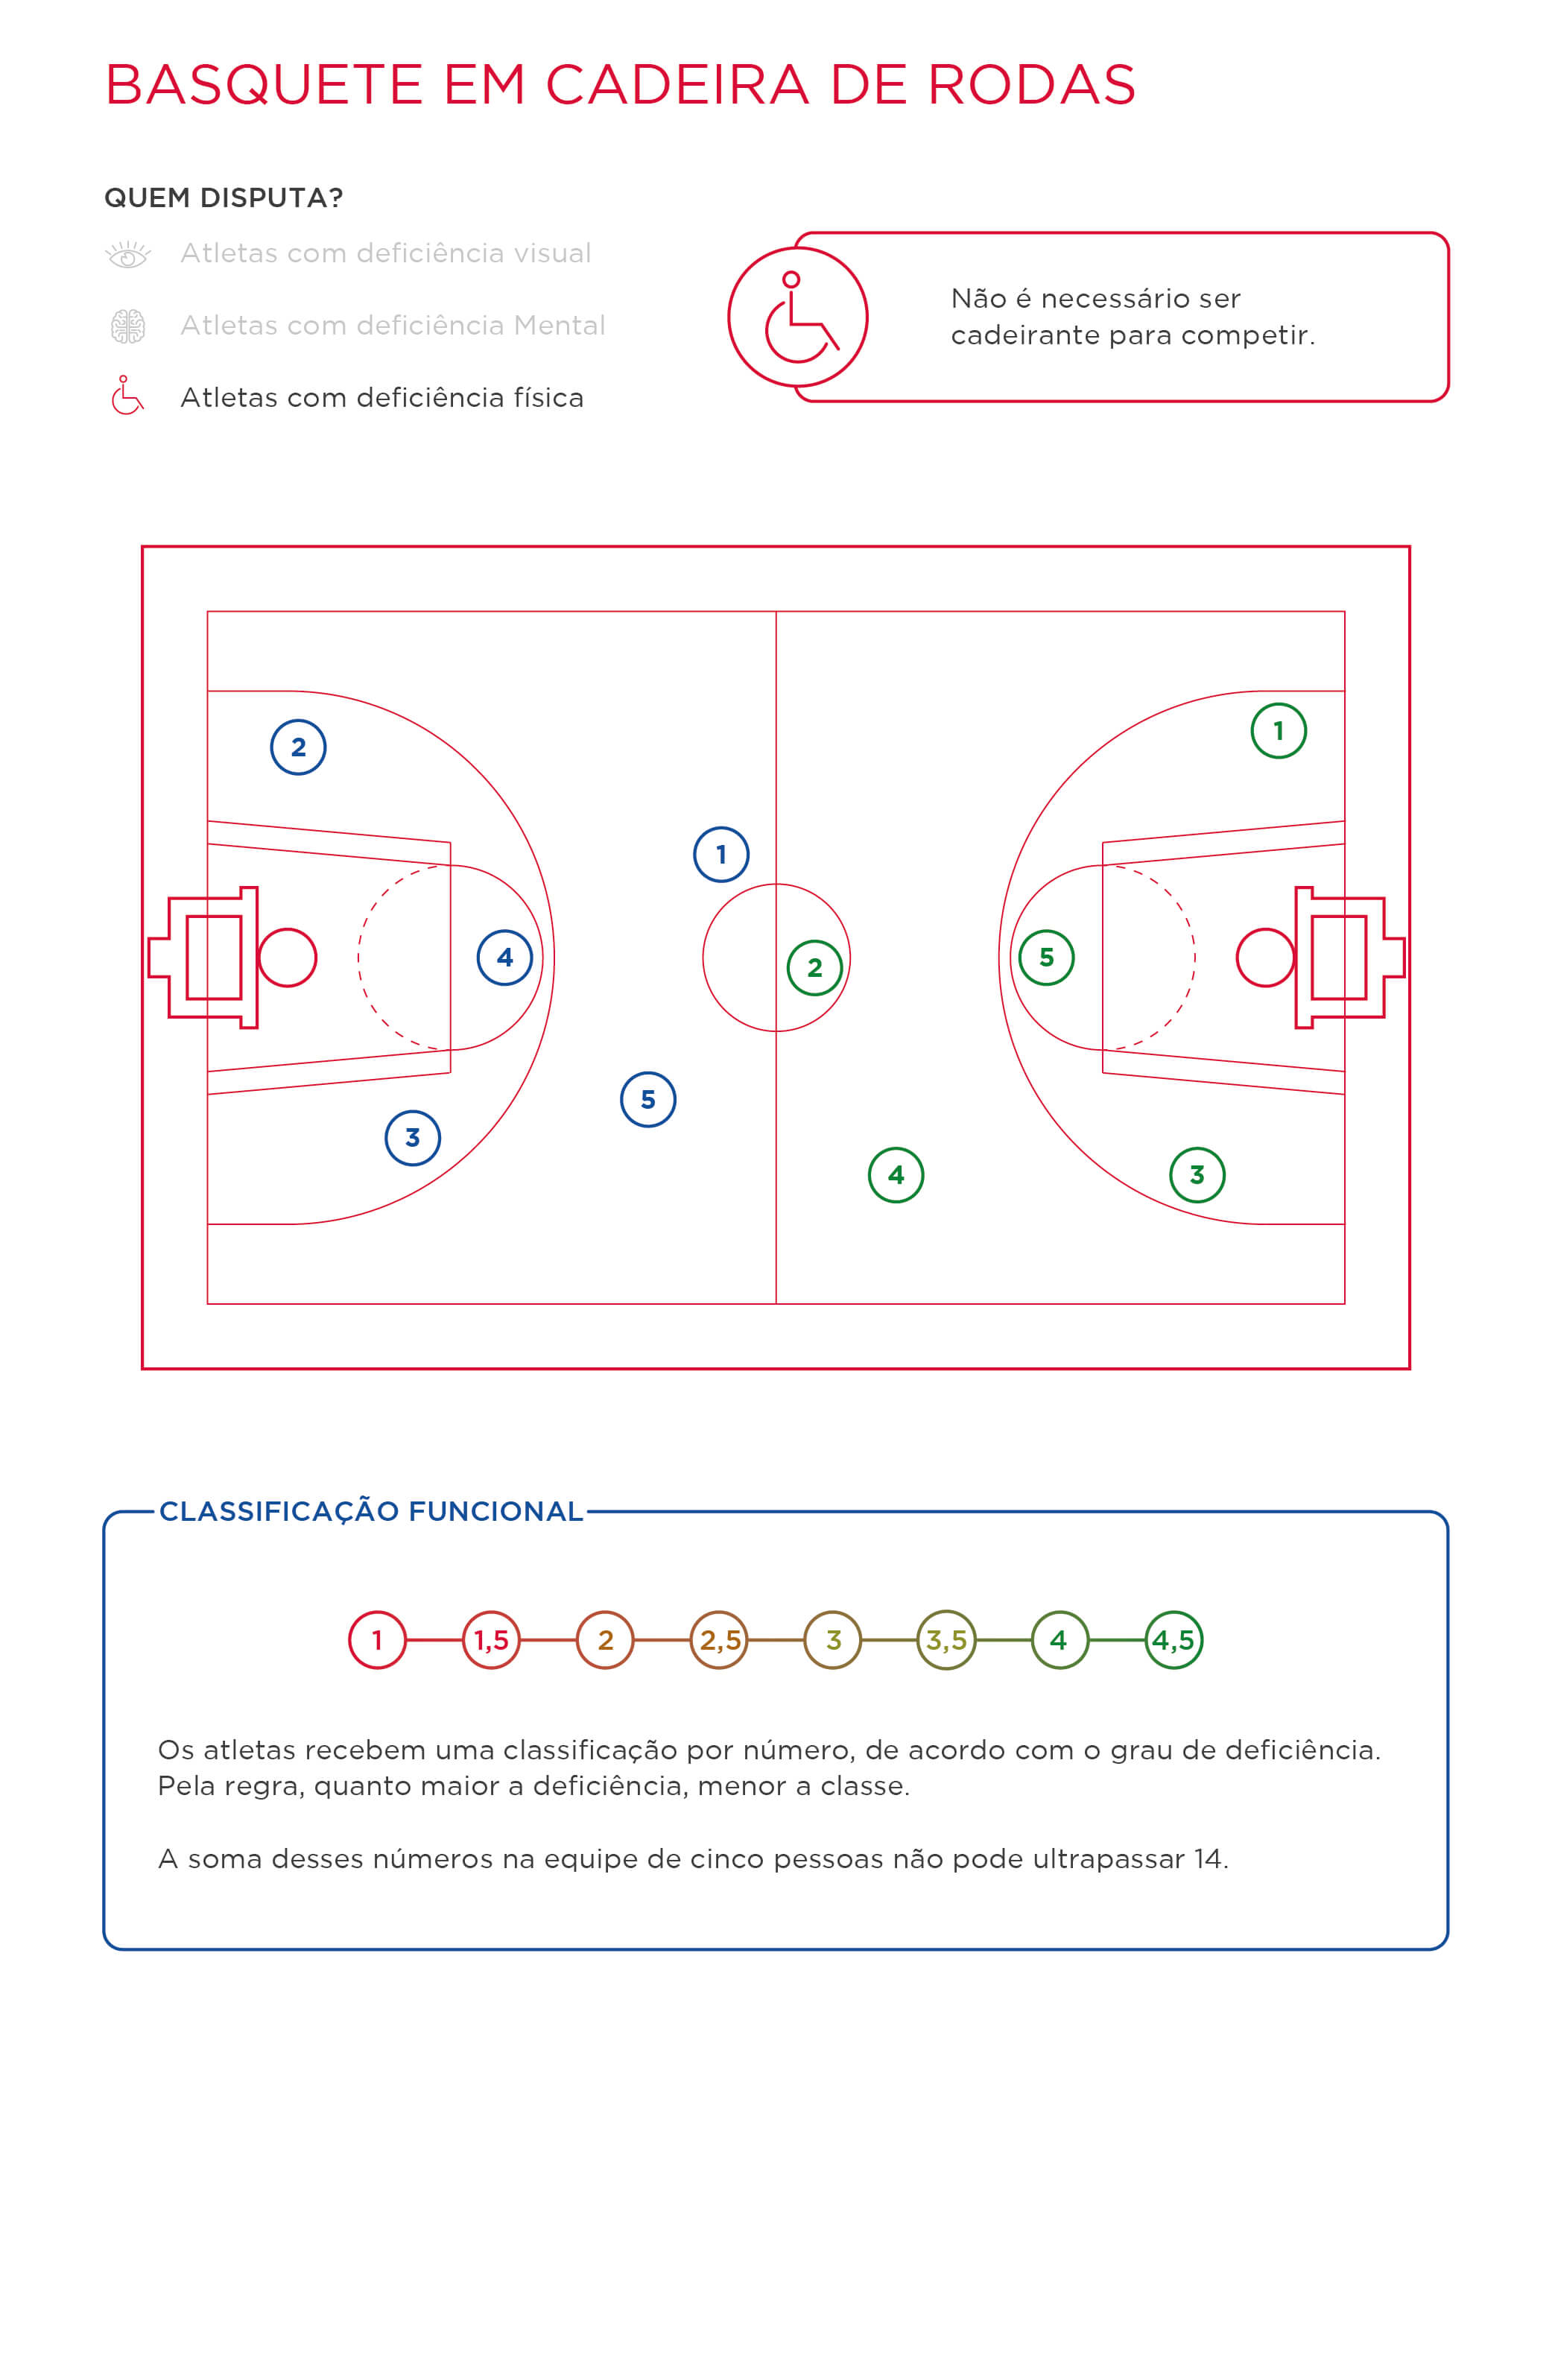 BASQUETE EM CADEIRA DE RODAS
QUEM DISPUTA?
Atletas com deficiência visual
Atletas com deficiência Mental
Atletas com deficiência física
Não é necessário ser
cadeirante para competir.
2
1
4
5
3
1
2
5
4
3
CLASSIFICAÇÃO FUNCIONAL
1 1,5 2 2,5 3 3,5 4 4,5
Os atletas recebem uma classificação por número, de acordo com o grau de deficiência.
Pela regra, quanto maior a deficiência, menor a classe.
A soma desses números na equipe de cinco pessoas não pode ultrapassar 14.